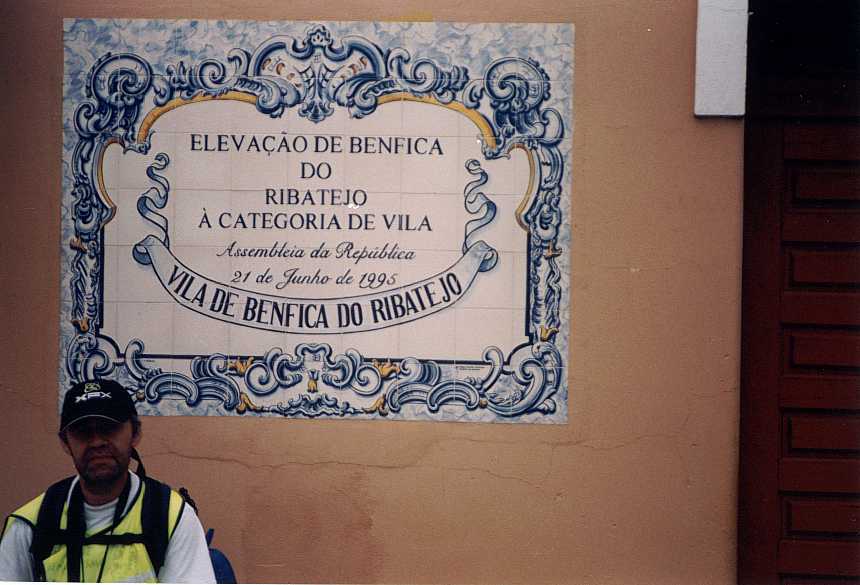 ELEVAÇÃO DE BENFICA
DO
RIBATEJO
À CATEGORIA DE VILA
Assembleia da República
21 de Junho de 1995
VILA DE BENFICA DO RIBATEJO